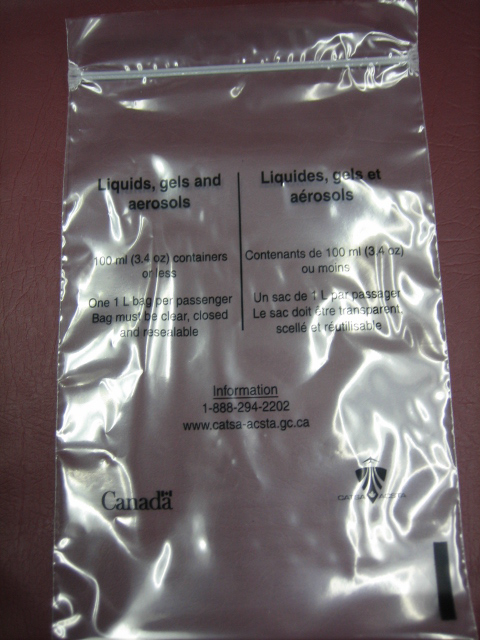 Liquids, gels and
aerosols
100 ml (3.4 oz) containers
or less
One 1 L bag per passenger
Bag must be clear, closed
and resealable
Liquides, gels et
aérosols
Contenants de 100 ml (3,4 oz)
ou moins
Un sac de 1 L par passager
Le sac doit être transparent,
scellé et réutilisable
Information
1-888-294-2202
www.catsa-acsta.gc.ca
Canada
CATSA ACSTA